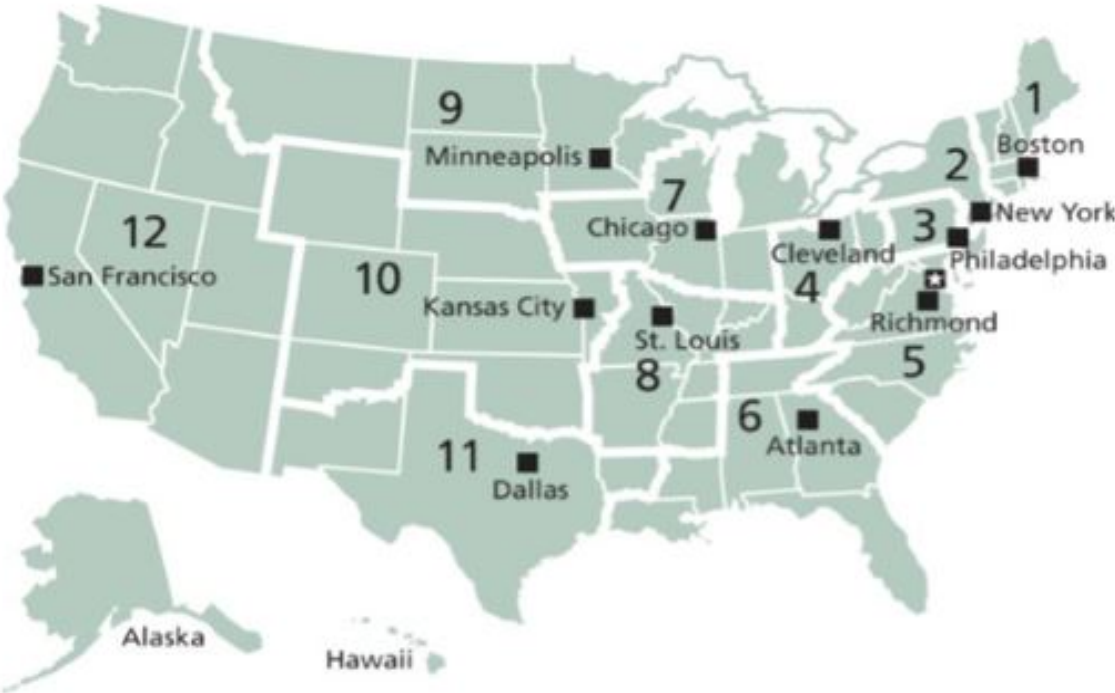 1
9
Boston
Minneapolis
2
7
New York
12
Chicago
3
Cleveland
Philadelphia
San Francisco
10
4
Kansas City
Richmond
St. Louis
5
8
6
Atlanta
11
Dallas
Alaska
Hawaii